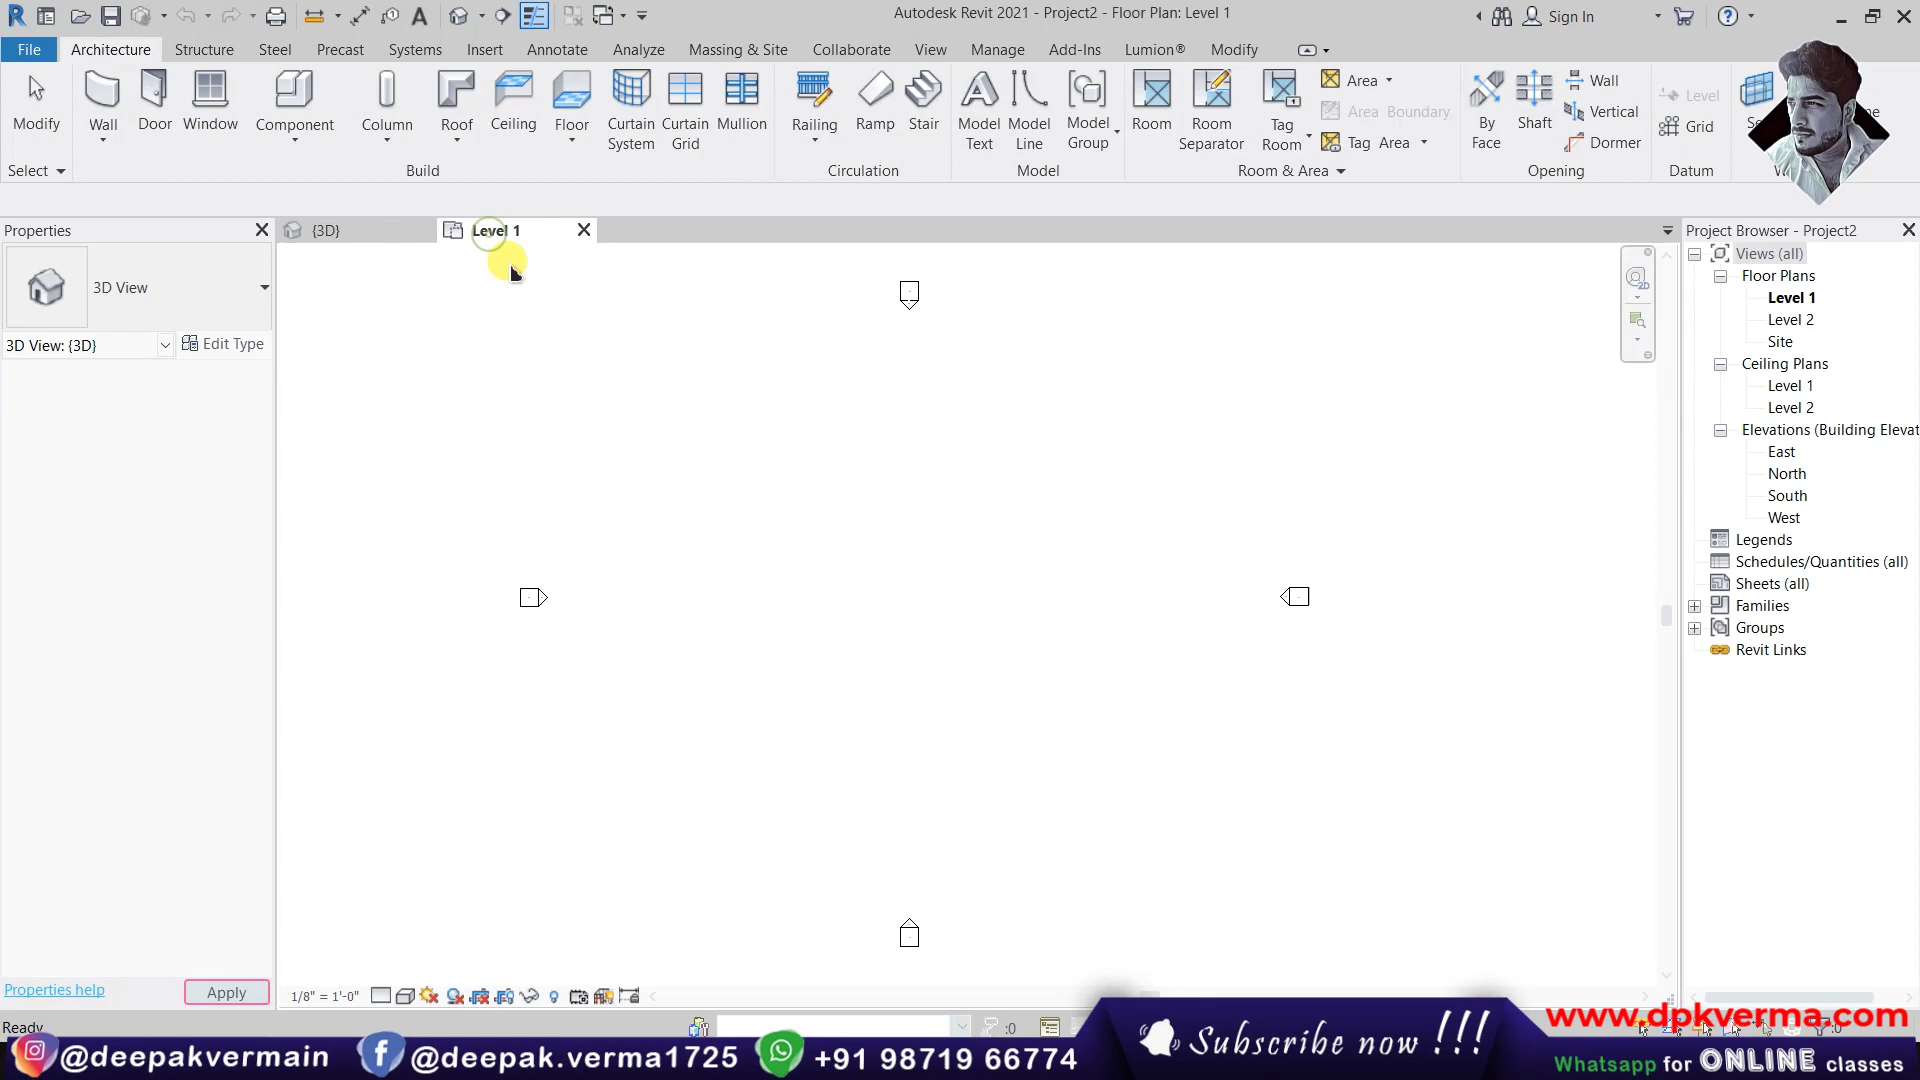 Autodesk Revit 2021 - Project2 - Floor Plan: Level 1
Sign In
File Architecture Structure Steel Precast Systems Insert Annotate Analyze Massing & Site Collaborate View Manage Add-Ins Lumion® Modify
Modify Wall Door Window Component Column Roof Ceiling Floor Curtain System Curtain Grid Mullion Railing Ramp Stair Model Text Model Line Model Group Room Room Separator Tag Room Area Area Boundary Tag Area By Face Shaft Wall Vertical Dormer Level Grid
Select Build Circulation Model Room & Area Opening Datum
Properties
{3D}
Level 1
Project Browser - Project2
3D View
3D View: {3D}
Edit Type
Views (all)
Floor Plans
Level 1
Level 2
Site
Ceiling Plans
Level 1
Level 2
Elevations (Building Elevat
East
North
South
West
Legends
Schedules/Quantities (all)
Sheets (all)
Families
Groups
Revit Links
Properties help
Apply
1/8" = 1'-0"
Ready
:0
:0
www.dpkverma.com
@deepakvermain
@deepak.verma1725
+91 98719 66774
Subscribe now !!!
Whatsapp for ONLINE classes